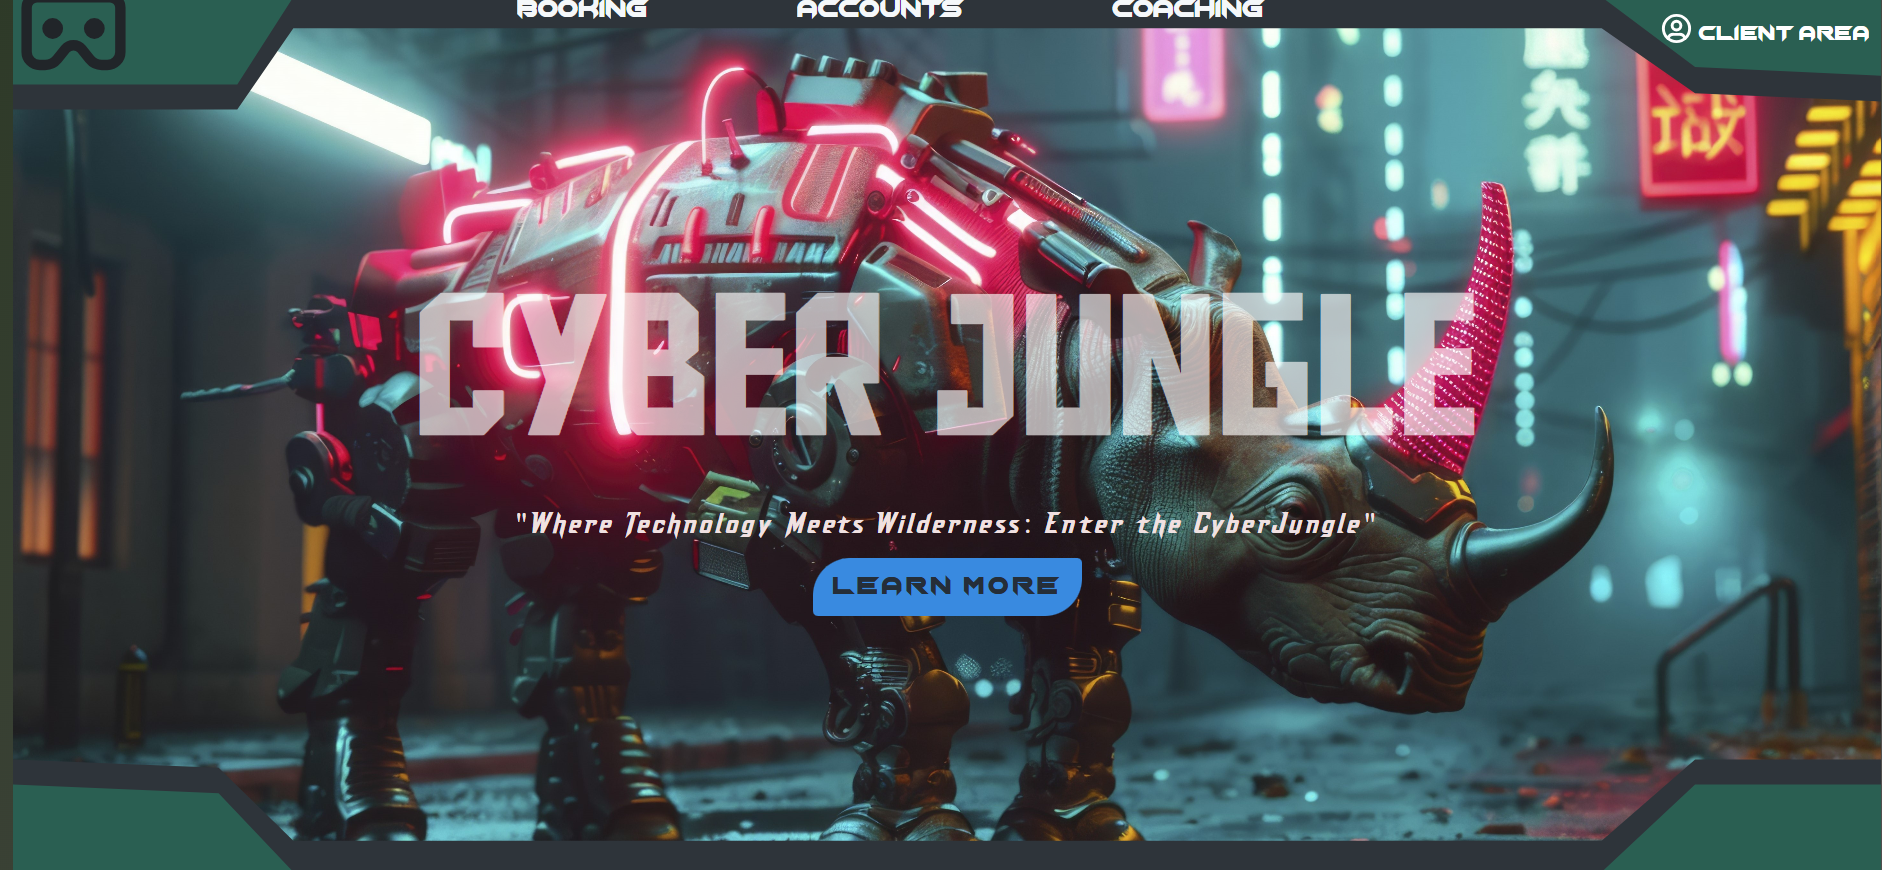 BOOKING
ACCOUNTS
COACHING
CLIENT AREA
CYBER JUNGLE
"Where Technology Meets Wilderness: Enter the CyberJungle"
LEARN MORE